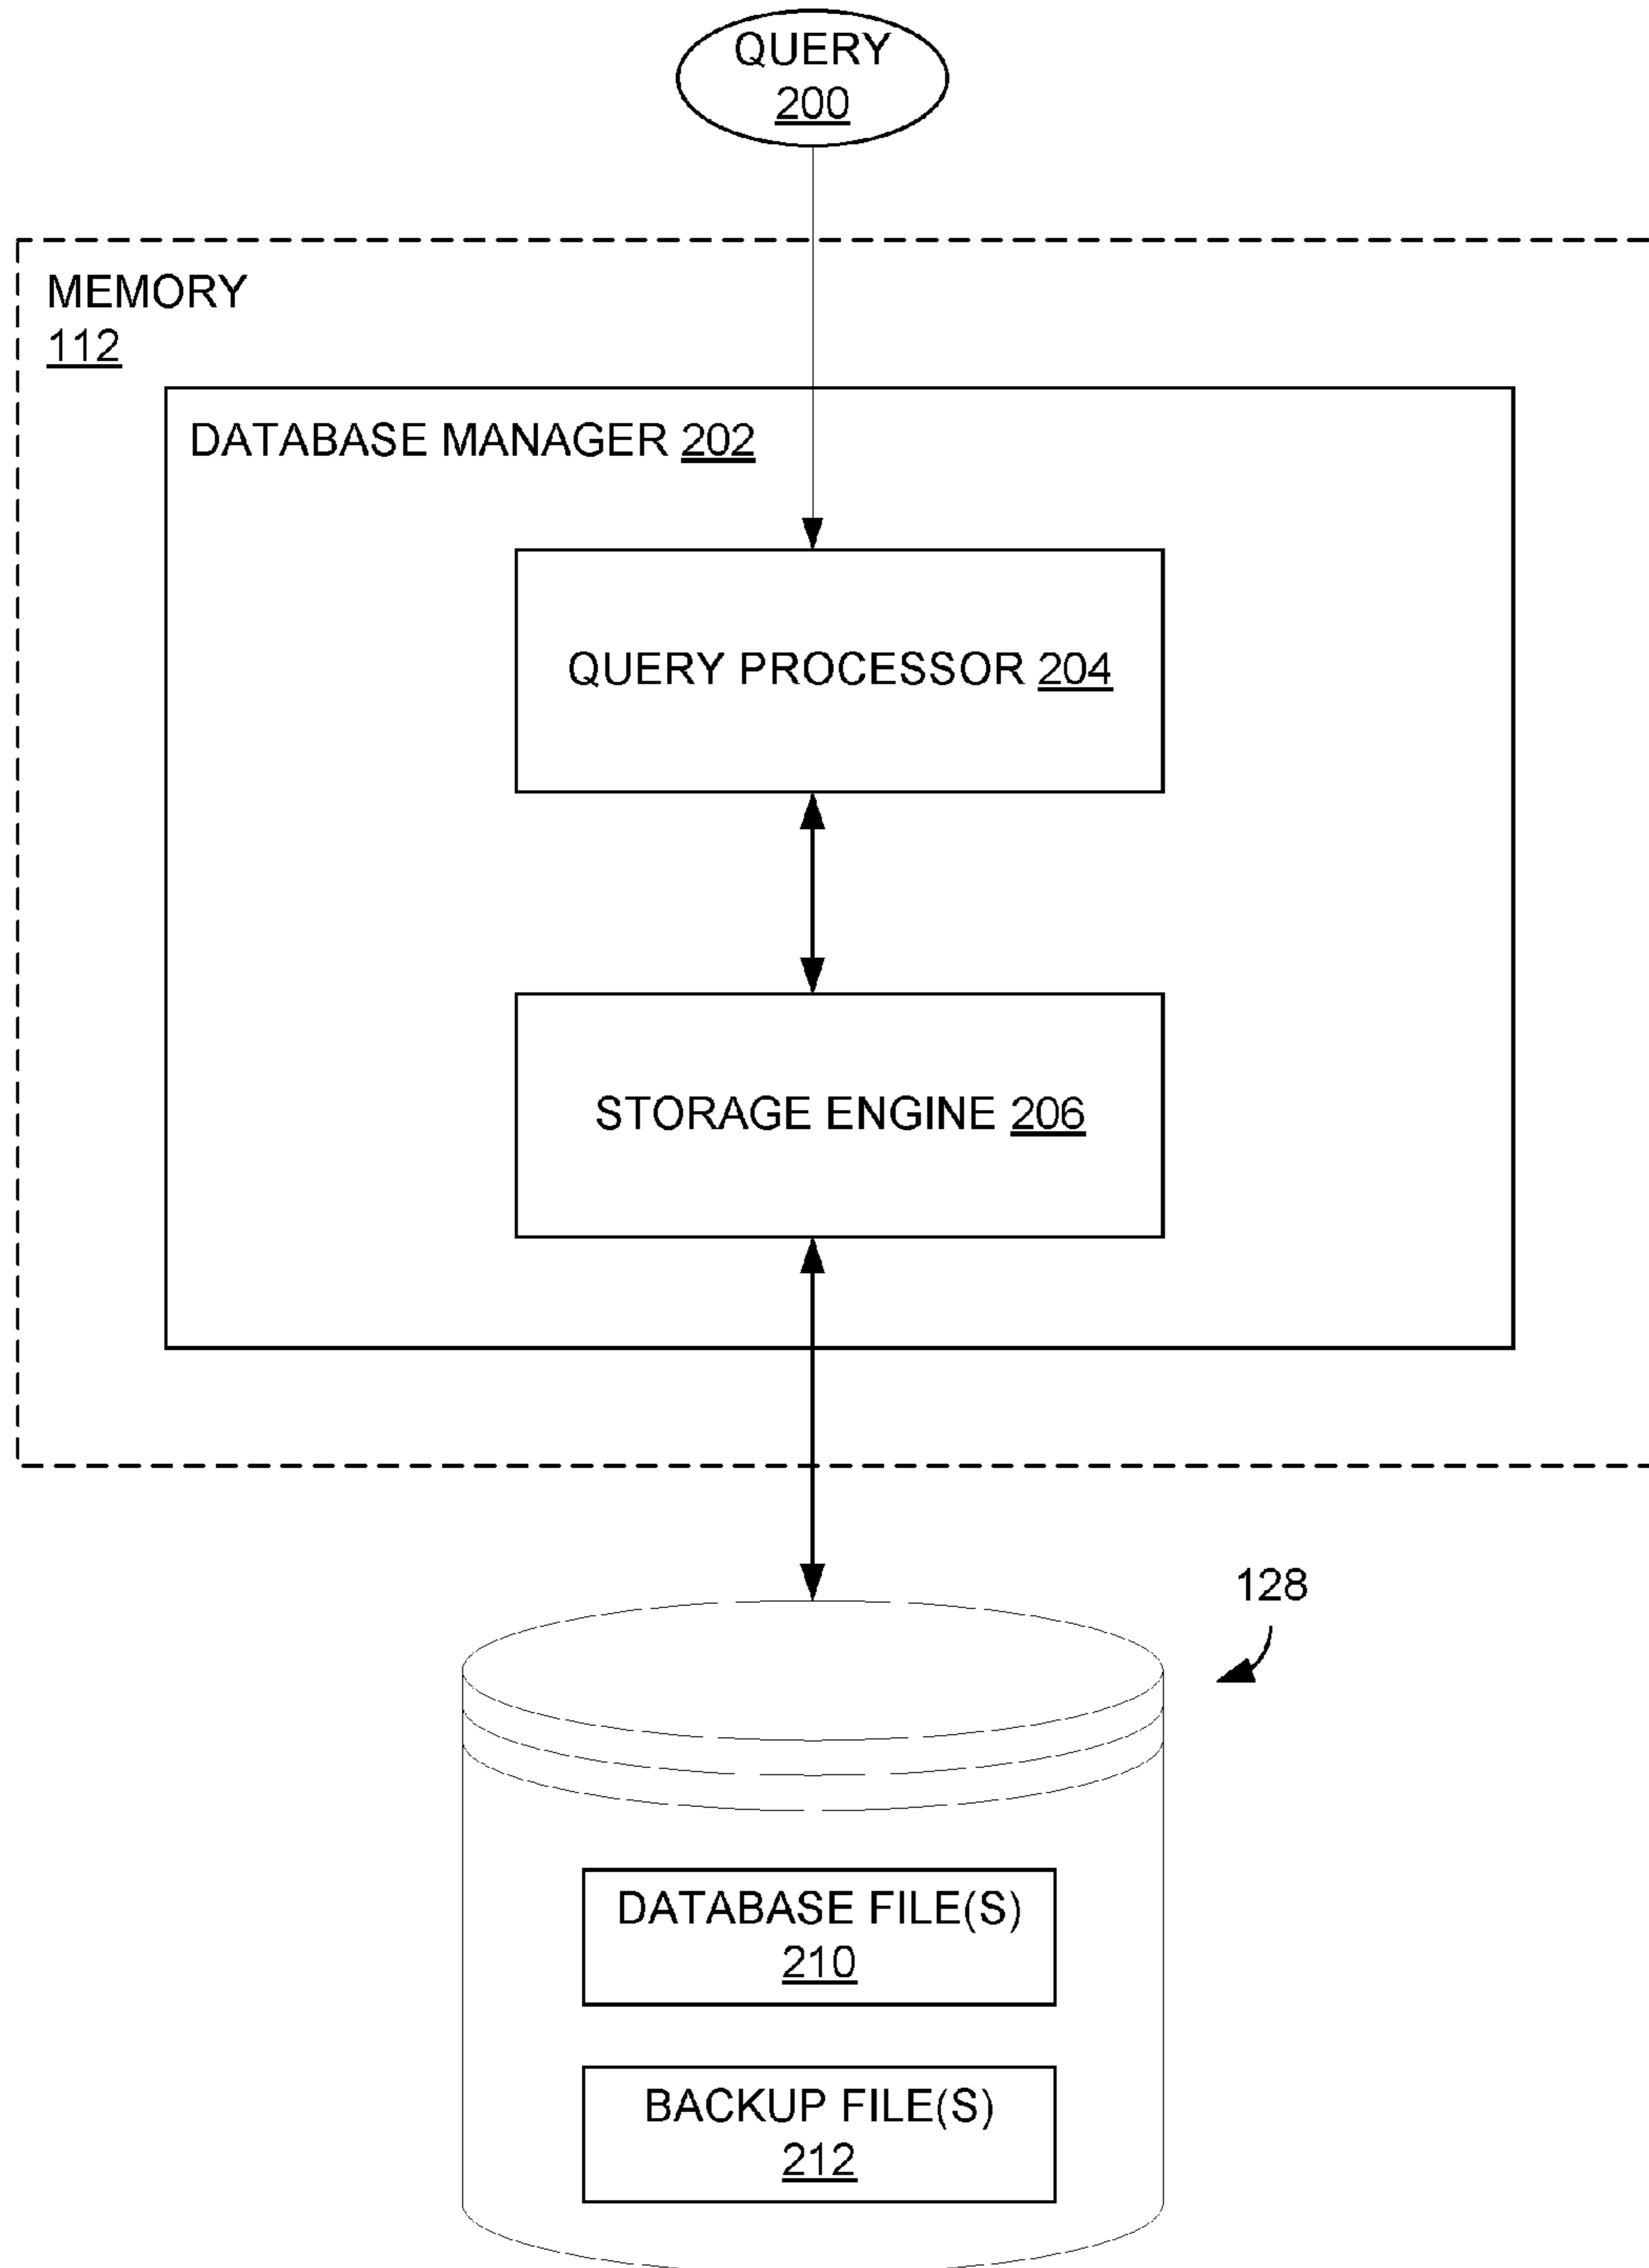 QUERY
200
MEMORY
112
DATABASE MANAGER 202
QUERY PROCESSOR 204
STORAGE ENGINE 206
128
DATABASE FILE(S)
210
BACKUP FILE(S)
212